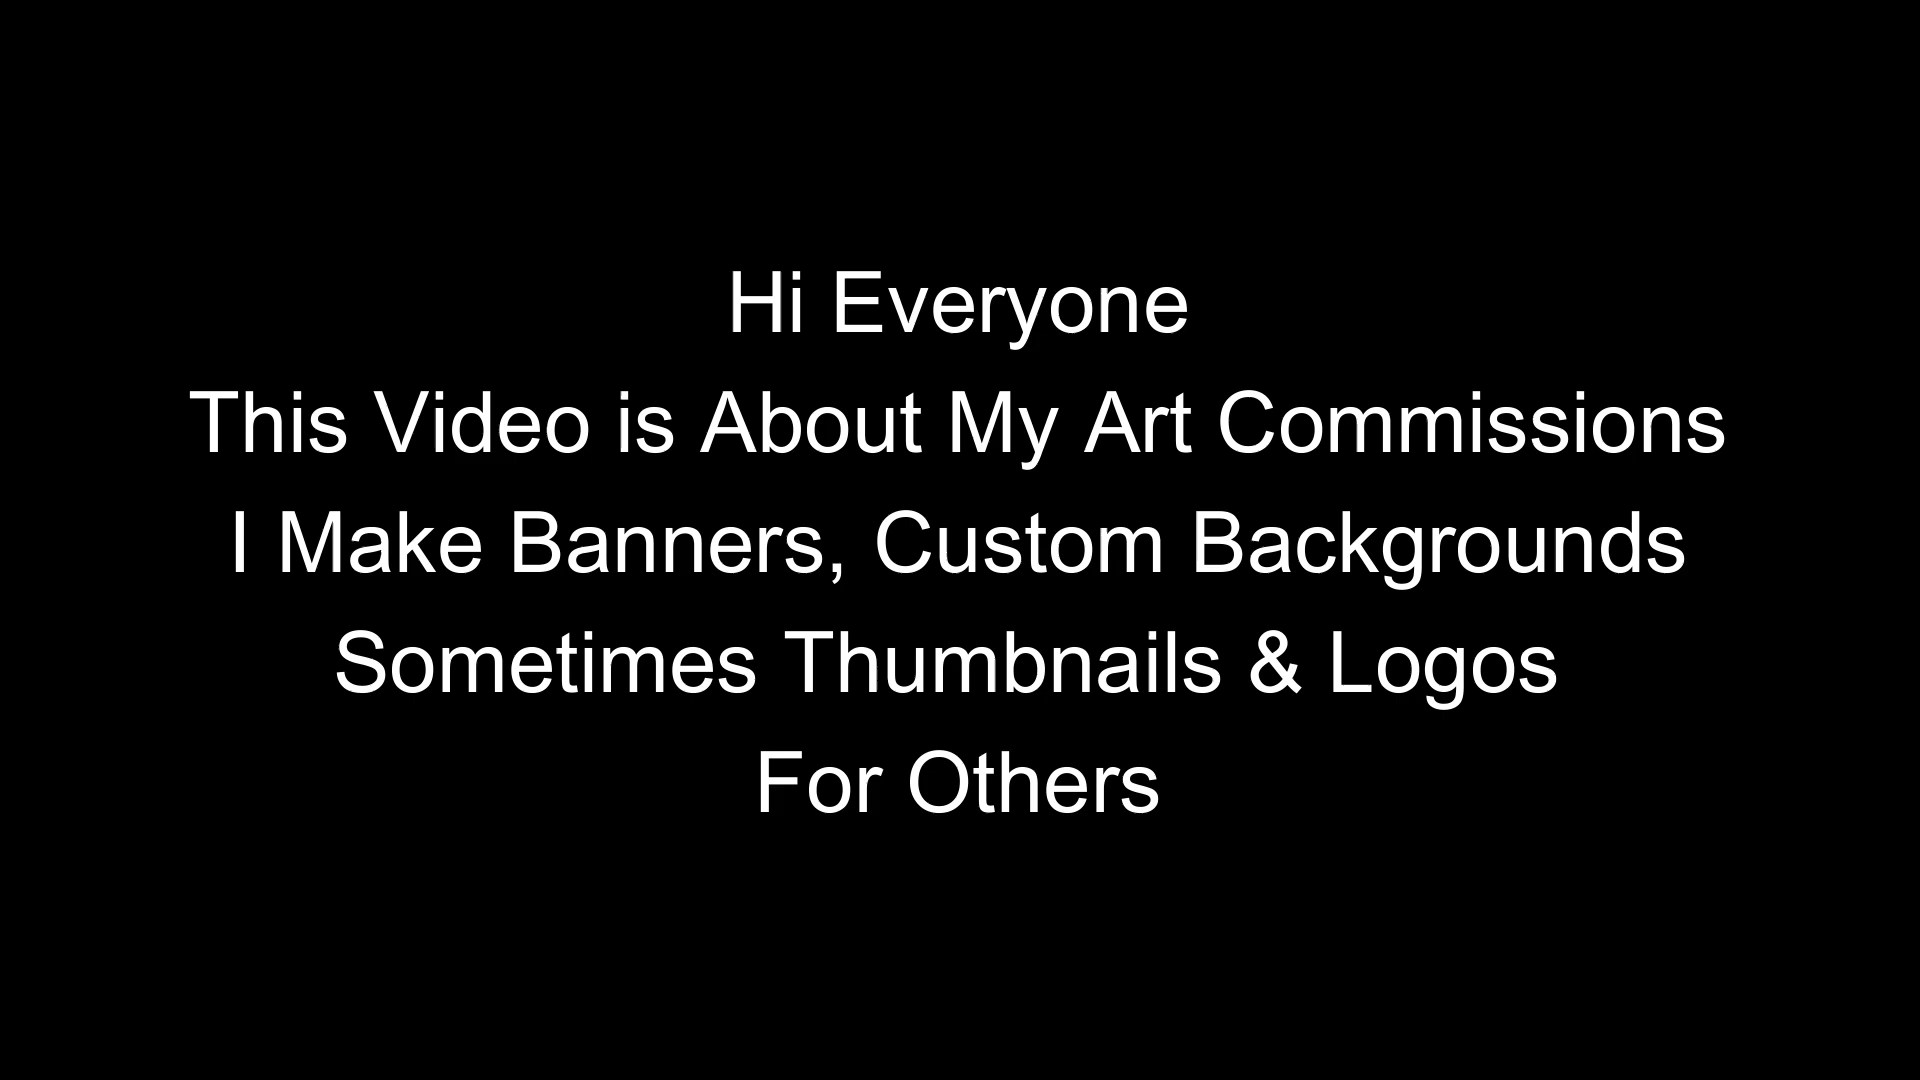 Hi Everyone
This Video is About My Art Commissions
I Make Banners, Custom Backgrounds
Sometimes Thumbnails & Logos
For Others